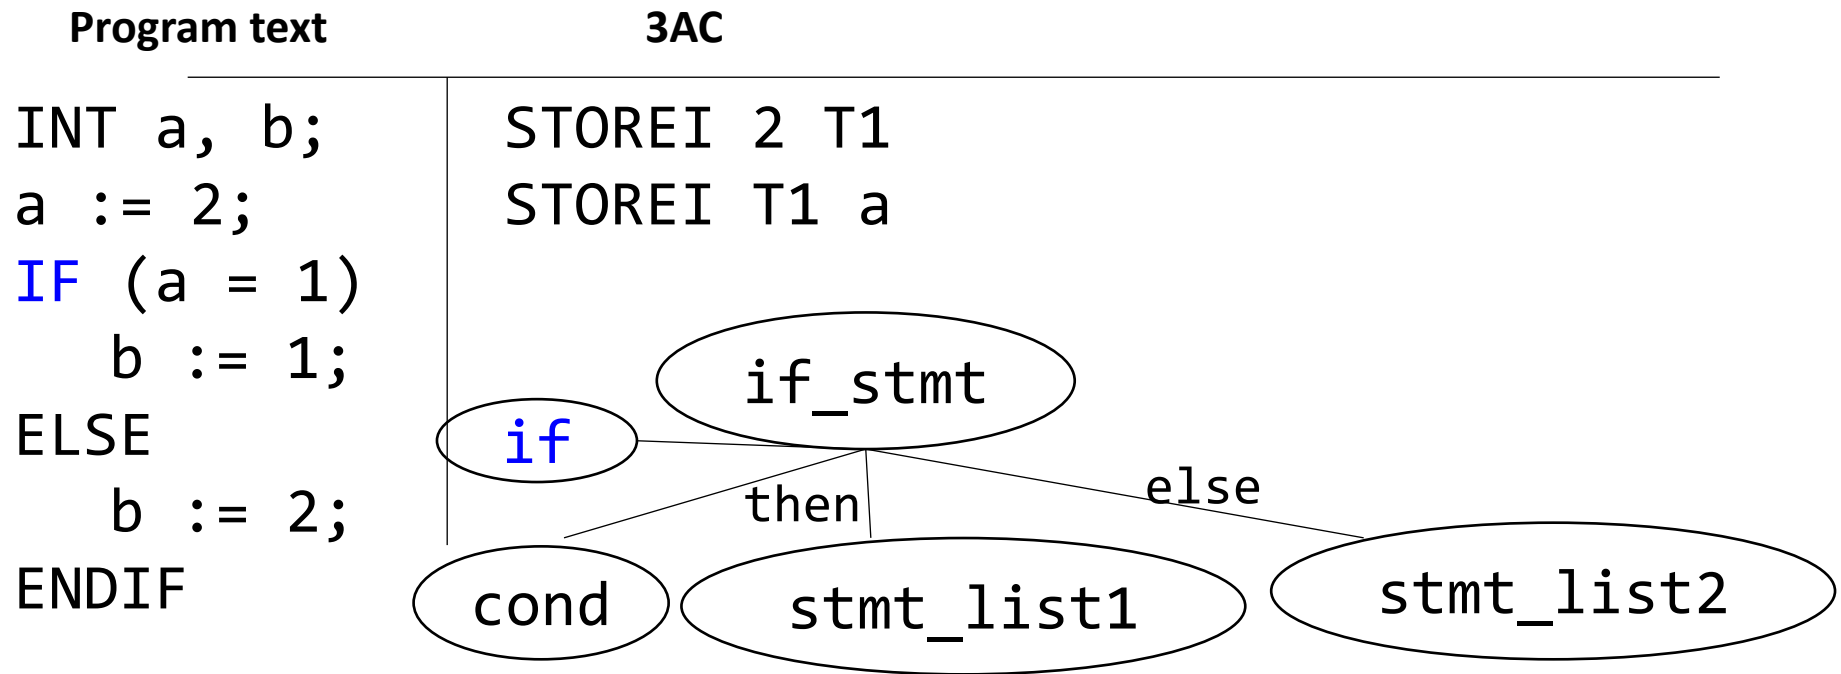 Program text
3AC
INT a, b;
a := 2;
IF (a = 1)
b := 1;
ELSE
b := 2;
ENDIF
STOREI 2 T1
STOREI T1 a
if_stmt
if
then
else
cond
stmt_list1
stmt_list2